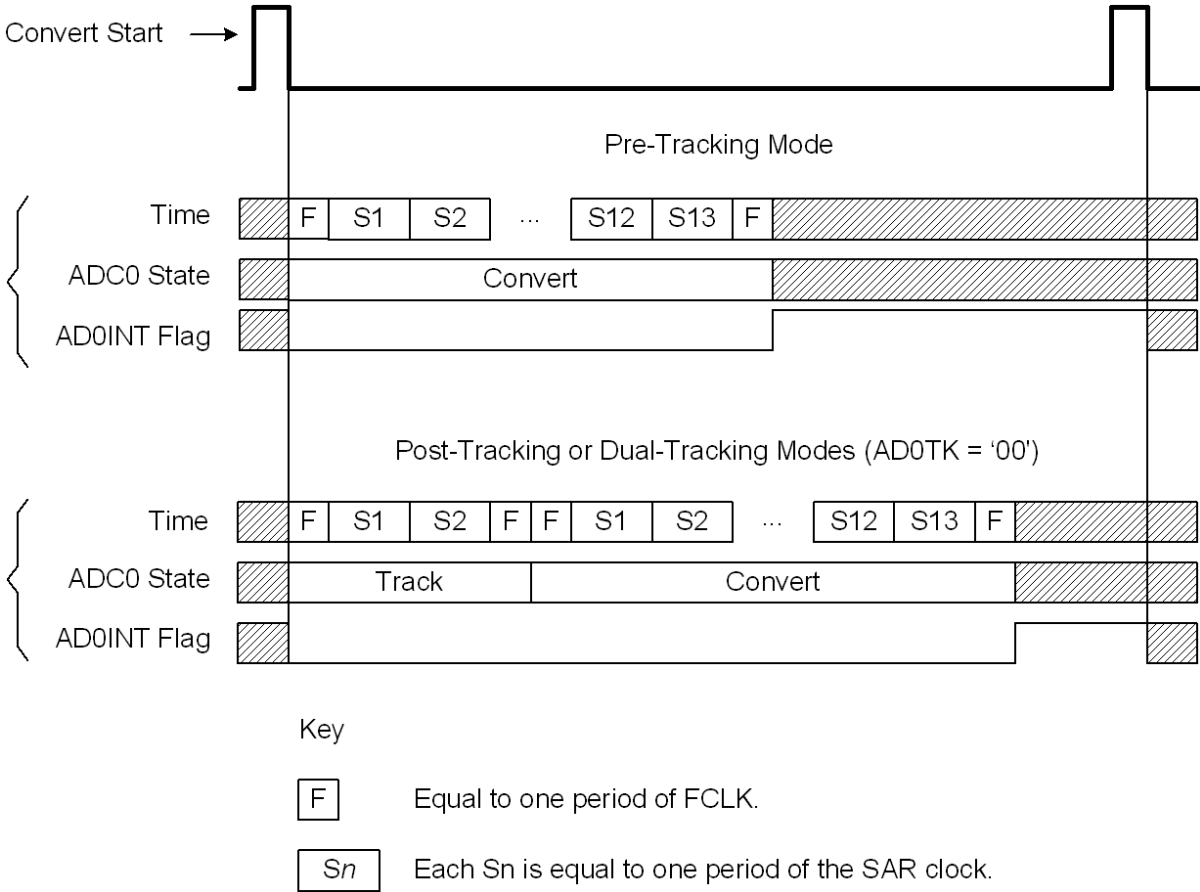 Convert Start
Pre-Tracking Mode
Time F S1 S2 ... S12 S13 F
ADC0 State Convert
AD0INT Flag
Post-Tracking or Dual-Tracking Modes (AD0TK = ‘00')
Time F S1 S2 F F S1 S2 ... S12 S13 F
ADC0 State Track Convert
AD0INT Flag
Key
F Equal to one period of FCLK.
Sn Each Sn is equal to one period of the SAR clock.